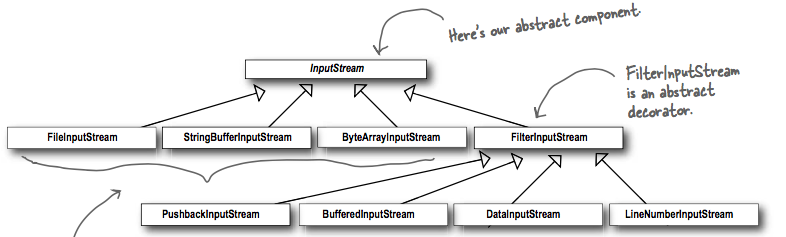 Here's our abstract component.
InputStream
FilterInputStream
is an abstract
decorator.
FileInputStream
StringBufferInputStream
ByteArrayInputStream
FilterInputStream
PushbackInputStream
BufferedInputStream
DataInputStream
LineNumberInputStream